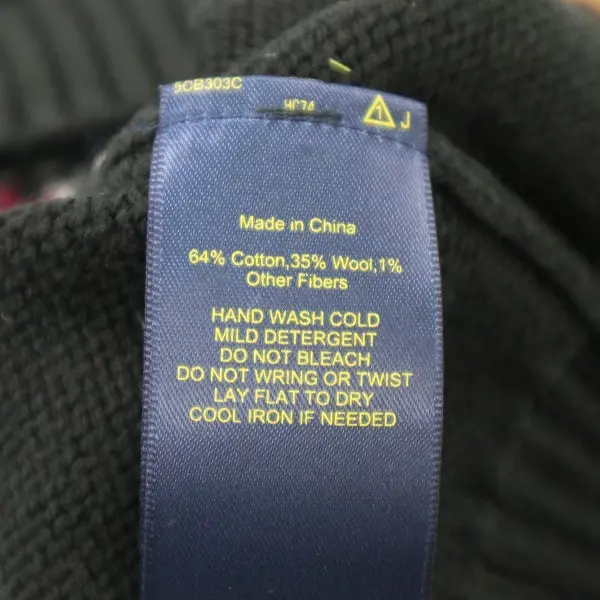 5CB303C
HC74 1 J
Made in China
64% Cotton,35% Wool,1%
Other Fibers
HAND WASH COLD
MILD DETERGENT
DO NOT BLEACH
DO NOT WRING OR TWIST
LAY FLAT TO DRY
COOL IRON IF NEEDED